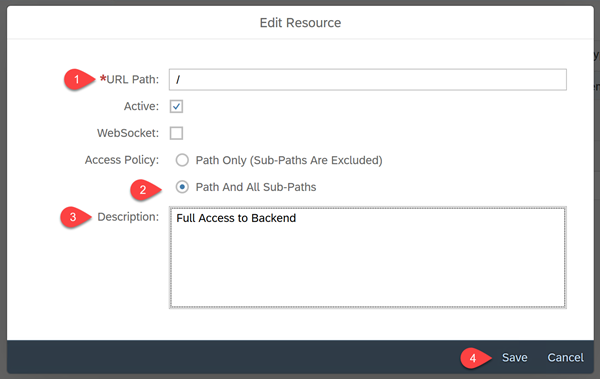 Edit Resource
1 *URL Path: /
Active:
WebSocket:
Access Policy: Path Only (Sub-Paths Are Excluded)
2 Path And All Sub-Paths
3 Description: Full Access to Backend
4 Save Cancel